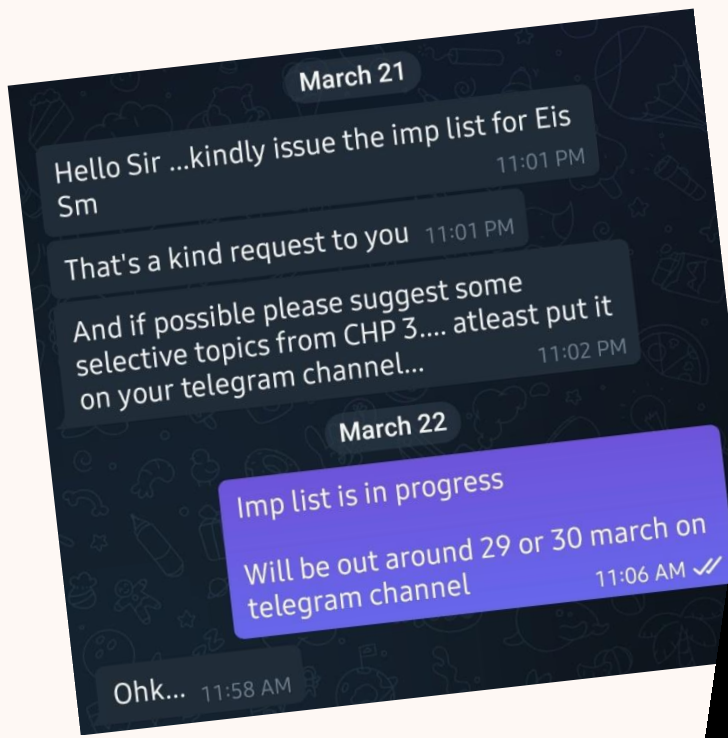 March 21
Hello Sir ...kindly issue the imp list for Eis
Sm
11:01 PM
That's a kind request to you 11:01 PM
And if possible please suggest some
selective topics from CHP 3.... atleast put it
on your telegram channel...
11:02 PM
March 22
Imp list is in progress
Will be out around 29 or 30 march on
telegram channel
11:06 AM
Ohk... 11:58 AM